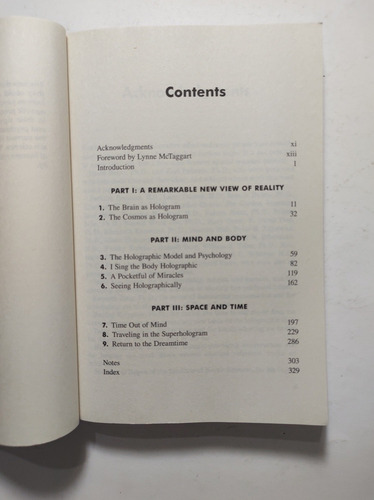 Contents
Acknowledgments xi
Foreword by Lynne McTaggart xiii
Introduction 1
PART I: A REMARKABLE NEW VIEW OF REALITY
1. The Brain as Hologram 11
2. The Cosmos as Hologram 32
PART II: MIND AND BODY
3. The Holographic Model and Psychology 59
4. I Sing the Body Holographic 82
5. A Pocketful of Miracles 119
6. Seeing Holographically 162
PART III: SPACE AND TIME
7. Time Out of Mind 197
8. Traveling in the Superhologram 229
9. Return to the Dreamtime 286
Notes 303
Index 329